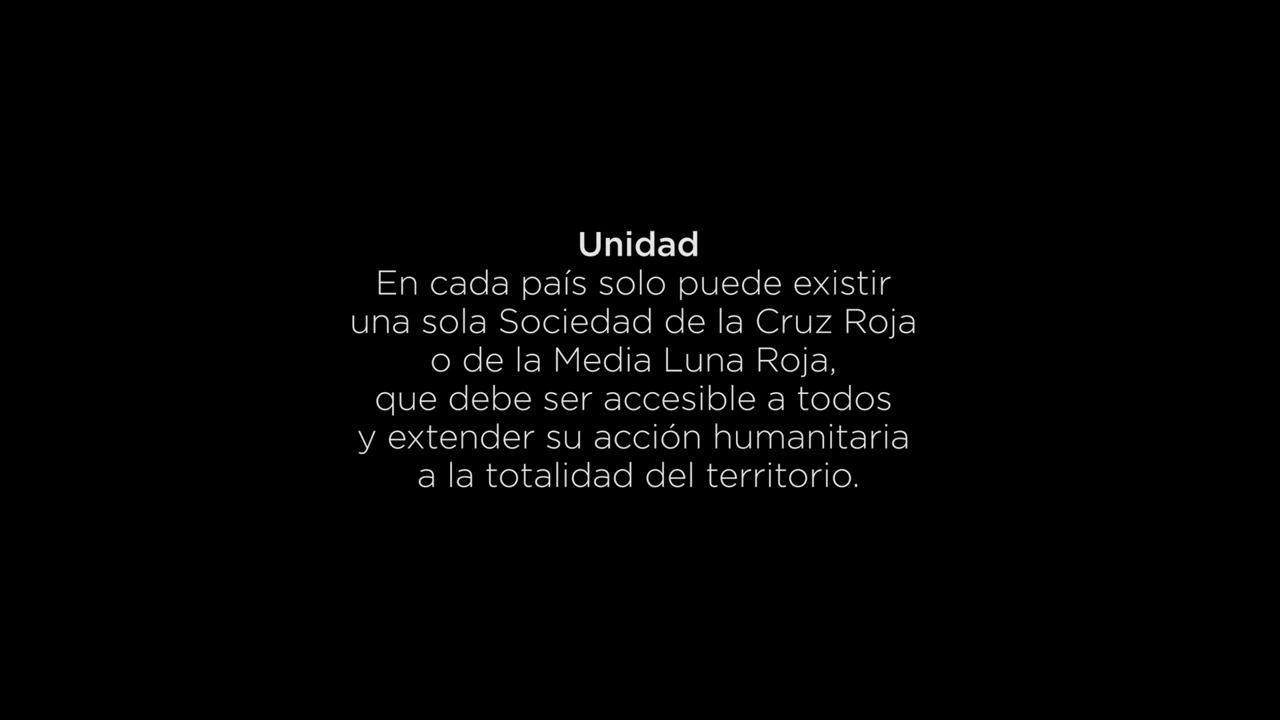 Unidad
En cada país solo puede existir
una sola Sociedad de la Cruz Roja
o de la Media Luna Roja,
que debe ser accesible a todos
y extender su acción humanitaria
a la totalidad del territorio.